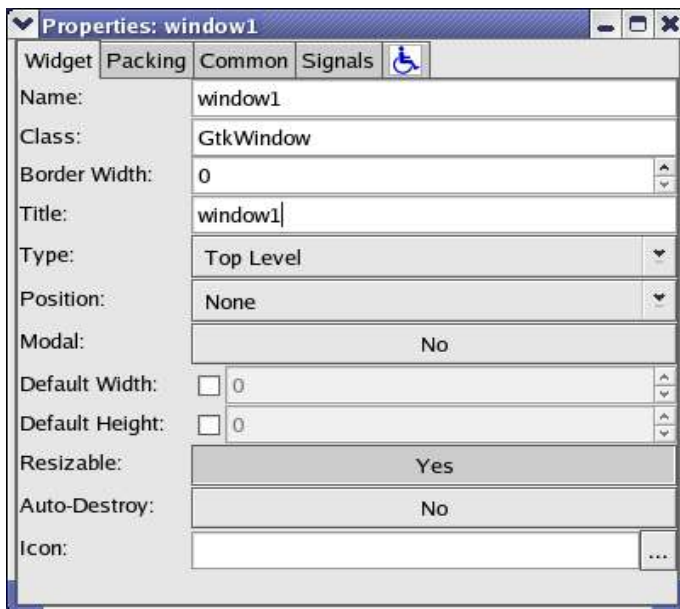 Properties: window1
Widget Packing Common Signals
Name: window1
Class: GtkWindow
Border Width: 0
Title: window1
Type: Top Level
Position: None
Modal: No
Default Width: 0
Default Height: 0
Resizable: Yes
Auto-Destroy: No
Icon: ...